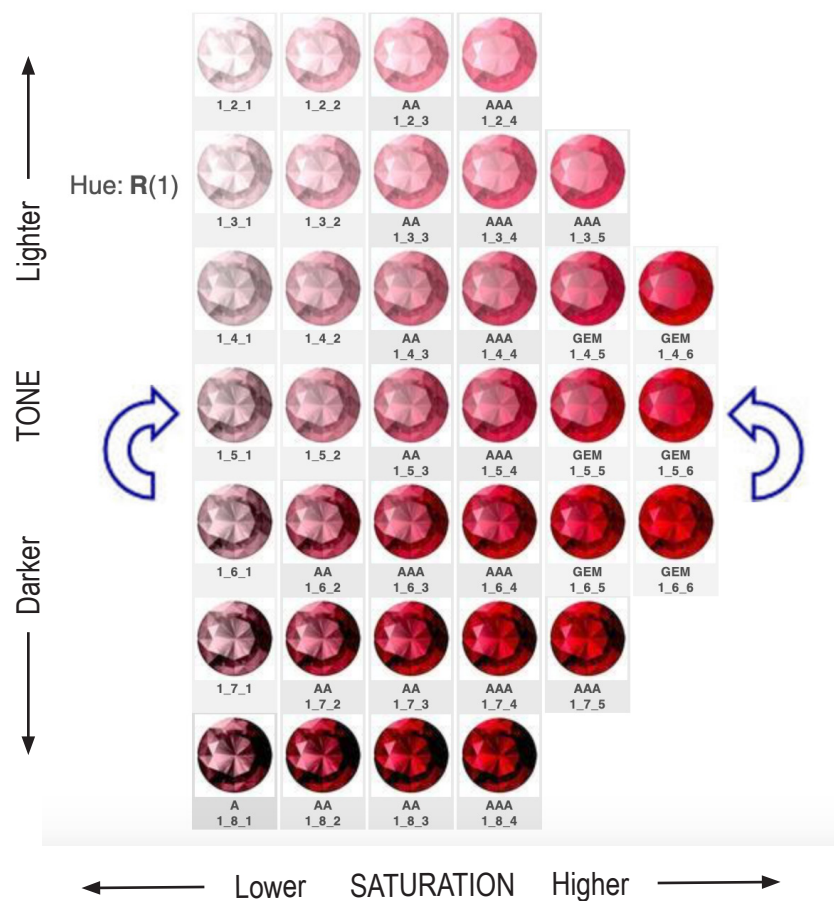 1_2_1
1_2_2
AA
1_2_3
AAA
1_2_4
Hue: R(1)
1_3_1
1_3_2
AA
1_3_3
AAA
1_3_4
AAA
1_3_5
1_4_1
1_4_2
AA
1_4_3
AAA
1_4_4
GEM
1_4_5
GEM
1_4_6
1_5_1
1_5_2
AA
1_5_3
AAA
1_5_4
GEM
1_5_5
GEM
1_5_6
1_6_1
AA
1_6_2
AAA
1_6_3
AAA
1_6_4
GEM
1_6_5
GEM
1_6_6
1_7_1
AA
1_7_2
AA
1_7_3
AAA
1_7_4
AAA
1_7_5
A
1_8_1
AA
1_8_2
AA
1_8_3
AAA
1_8_4
Lighter
TONE
Darker
Lower SATURATION Higher